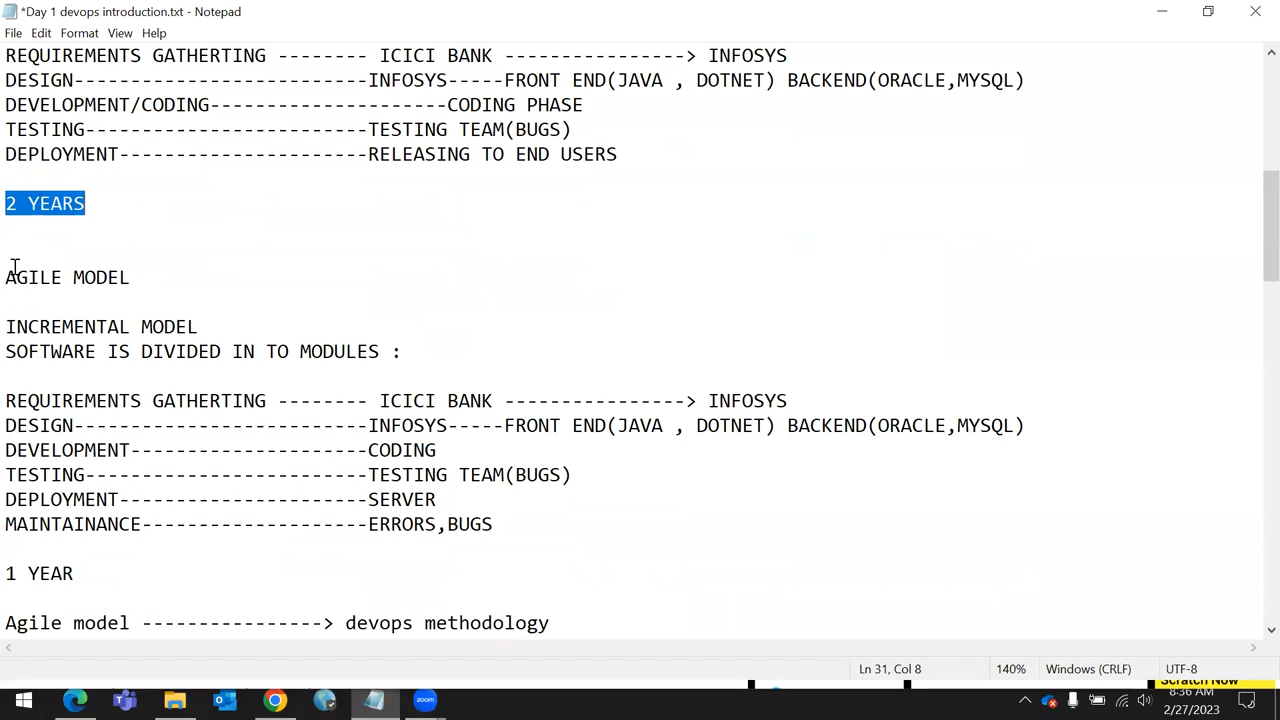 *Day 1 devops introduction.txt - Notepad
File Edit Format View Help
REQUIREMENTS GATHERTING -------- ICICI BANK ----------------> INFOSYS
DESIGN--------------------------INFOSYS-----FRONT END(JAVA , DOTNET) BACKEND(ORACLE,MYSQL)
DEVELOPMENT/CODING---------------------CODING PHASE
TESTING-------------------------TESTING TEAM(BUGS)
DEPLOYMENT----------------------RELEASING TO END USERS
2 YEARS
AGILE MODEL
INCREMENTAL MODEL
SOFTWARE IS DIVIDED IN TO MODULES :
REQUIREMENTS GATHERTING -------- ICICI BANK ----------------> INFOSYS
DESIGN--------------------------INFOSYS-----FRONT END(JAVA , DOTNET) BACKEND(ORACLE,MYSQL)
DEVELOPMENT---------------------CODING
TESTING-------------------------TESTING TEAM(BUGS)
DEPLOYMENT----------------------SERVER
MAINTAINANCE--------------------ERRORS,BUGS
1 YEAR
Agile model ----------------> devops methodology
Ln 31, Col 8 140% Windows (CRLF) UTF-8
Scratch Now
zoom
8:36 AM
2/27/2023